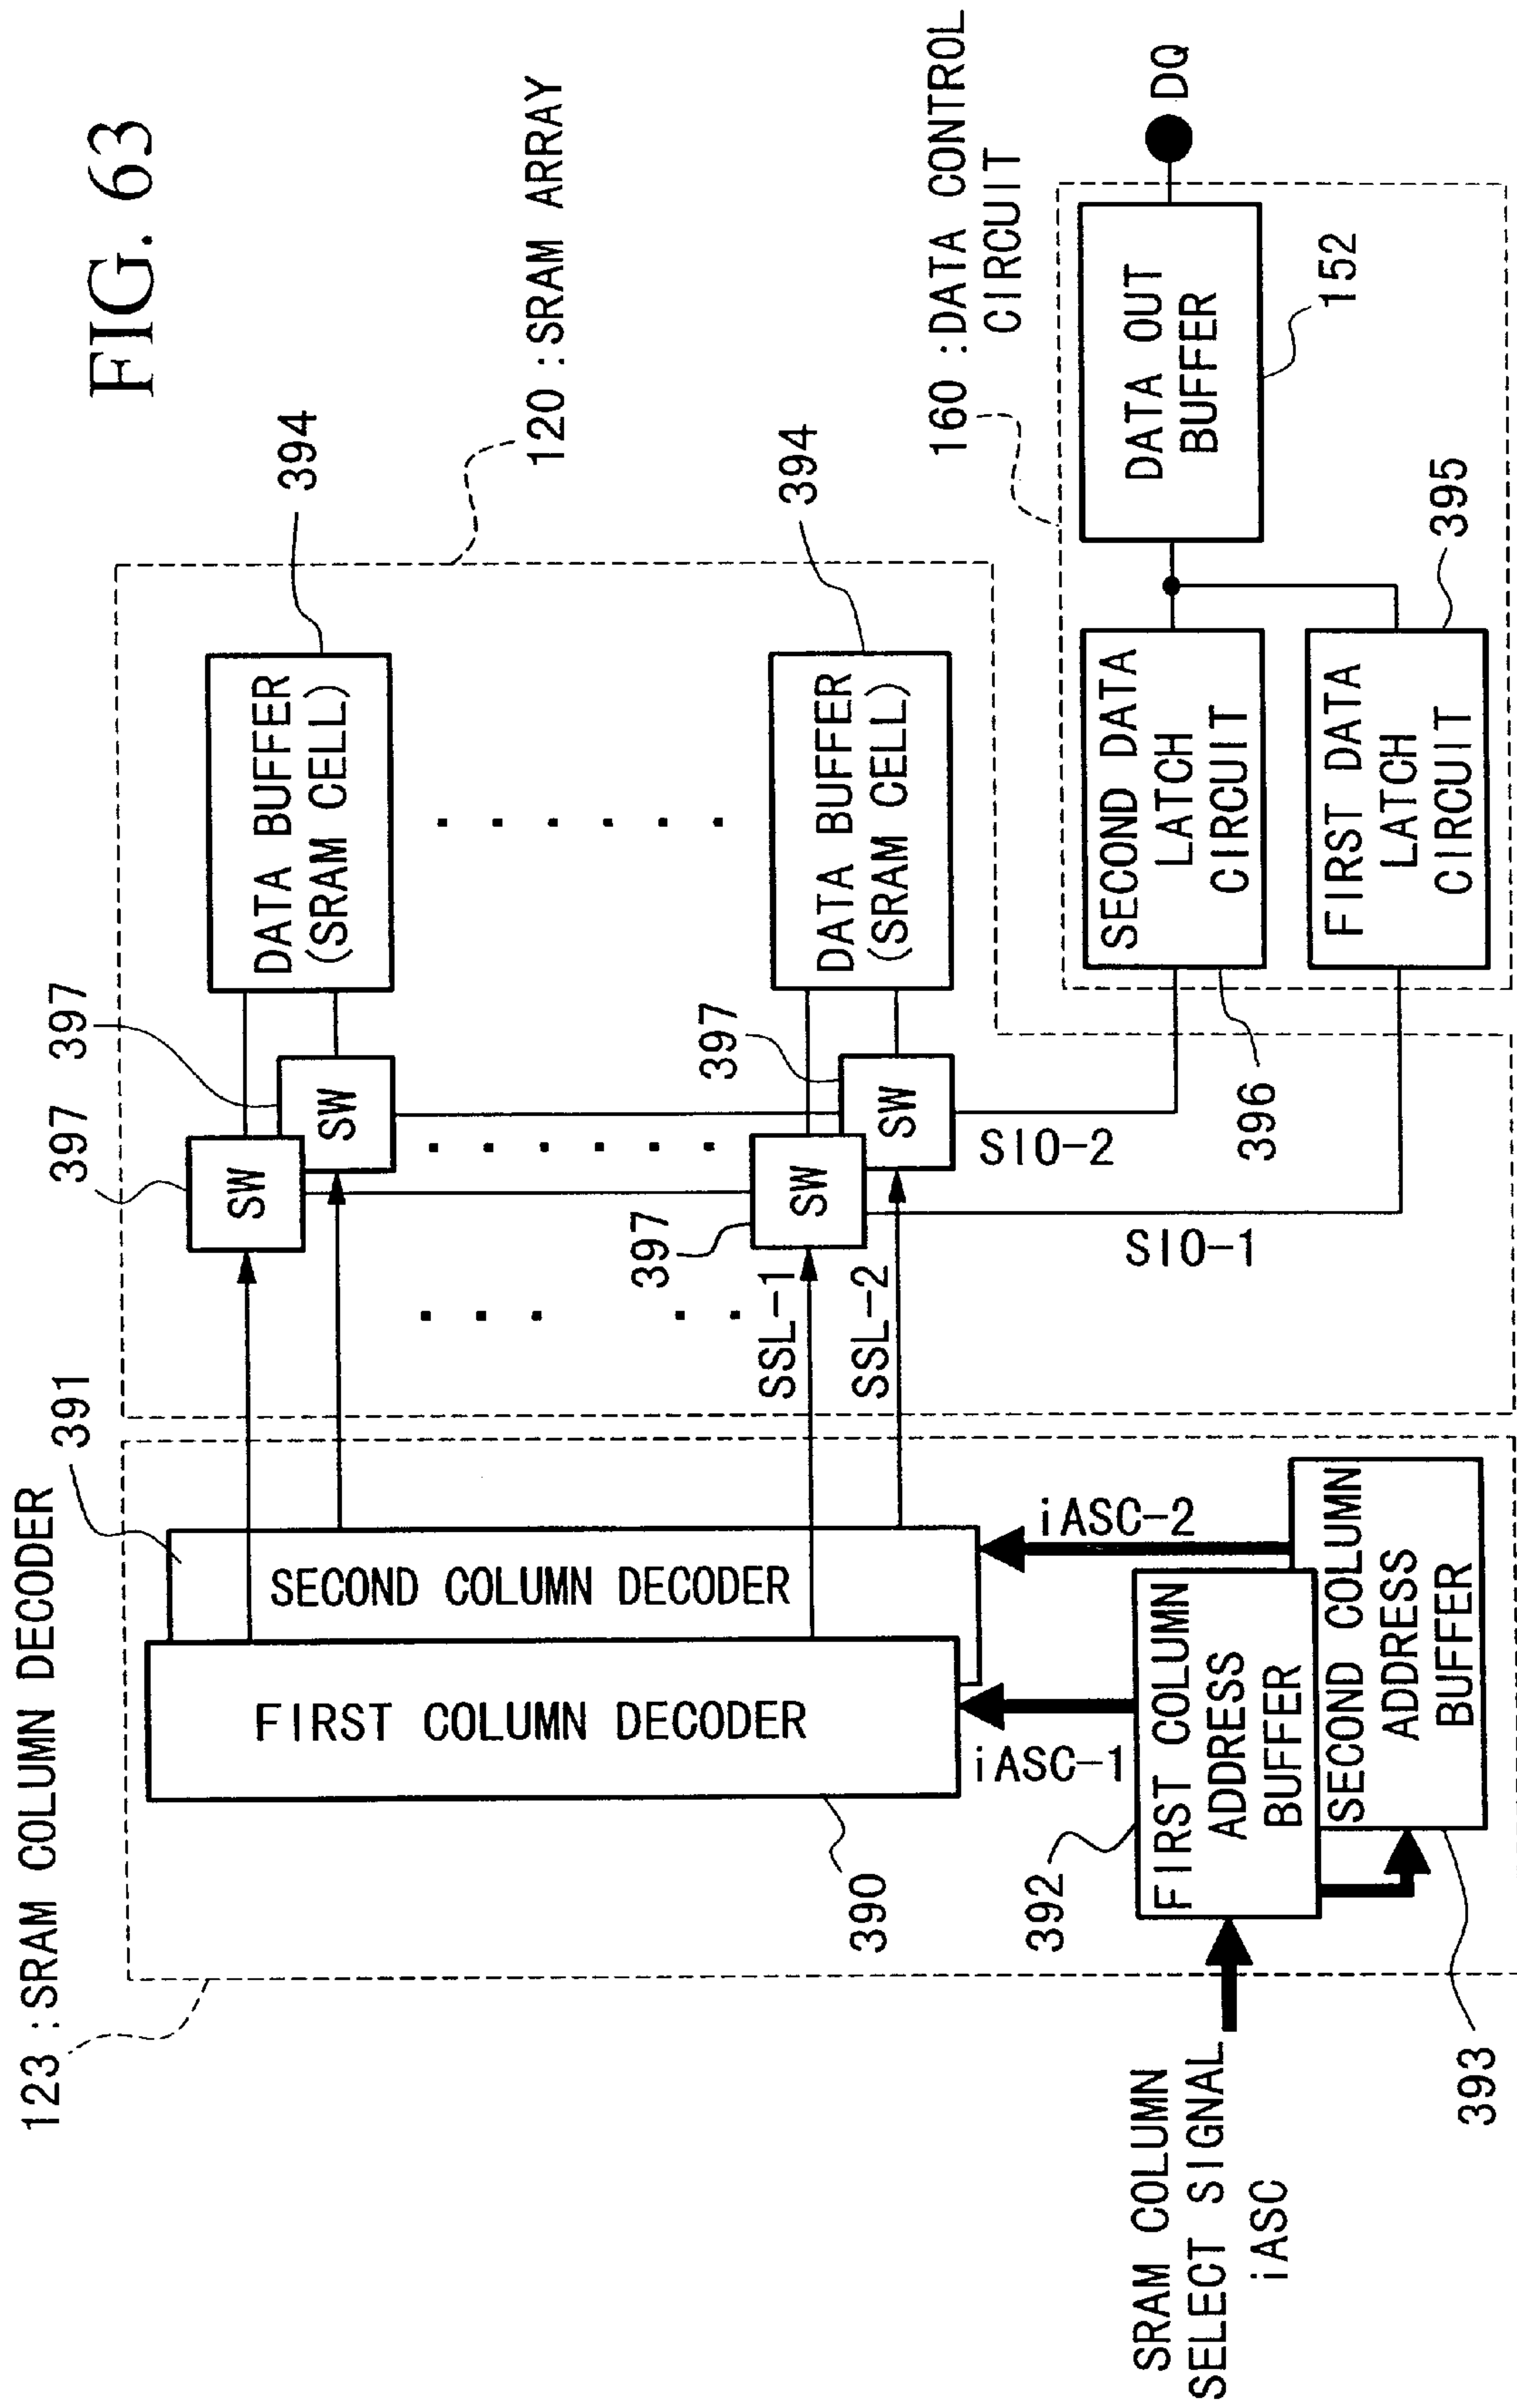 FIG. 63
123 : SRAM COLUMN DECODER
391
397
397
394
120 : SRAM ARRAY
SW
SW
DATA BUFFER
(SRAM CELL)
SECOND COLUMN DECODER
FIRST COLUMN DECODER
390
SSL-1
SSL-2
397
397
SW
SW
DATA BUFFER
(SRAM CELL)
394
160 : DATA CONTROL
CIRCUIT
iASC-1
iASC-2
SIO-2
SIO-1
392
FIRST COLUMN
ADDRESS
BUFFER
SECOND COLUMN
ADDRESS
BUFFER
393
SRAM COLUMN
SELECT SIGNAL
iASC
396
SECOND DATA
LATCH
CIRCUIT
FIRST DATA
LATCH
CIRCUIT
395
DATA OUT
BUFFER
152
DQ